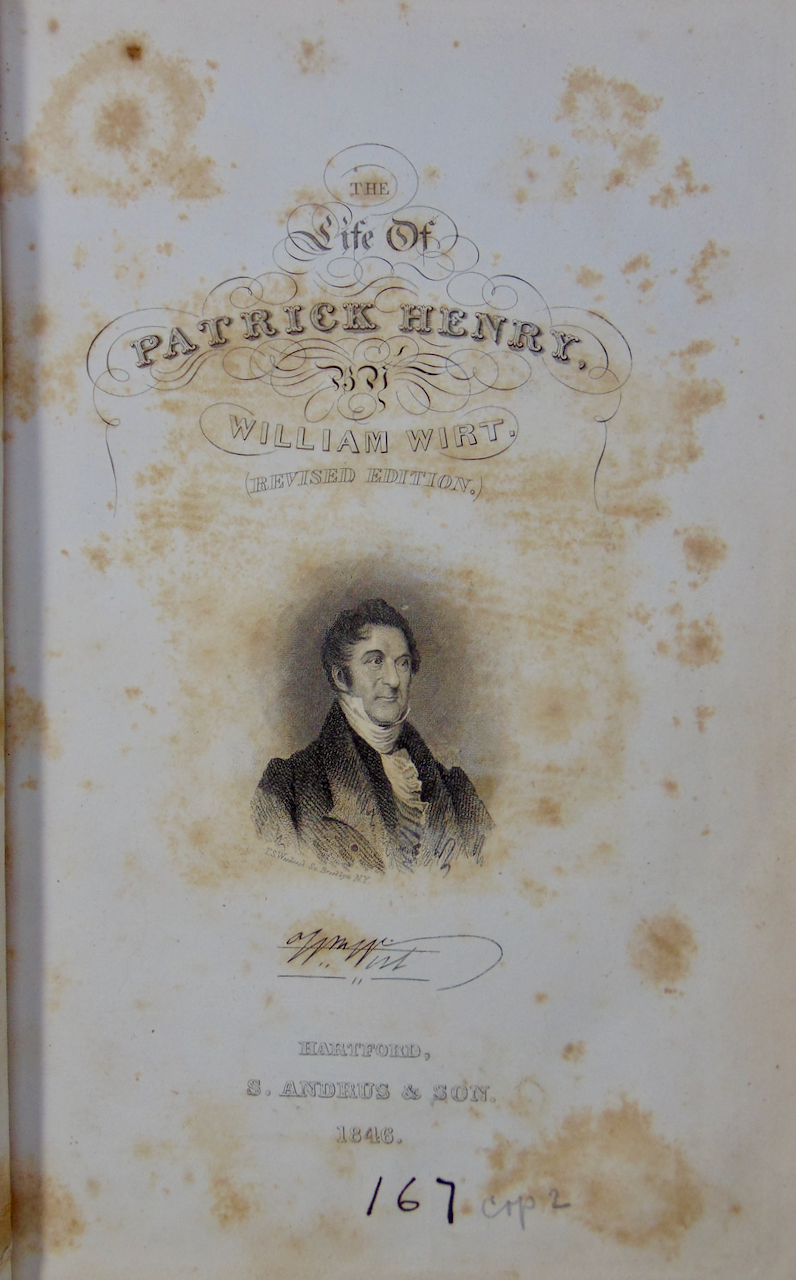 THE
Life Of
PATRICK HENRY,
BY
WILLIAM WIRT.
(REVISED EDITION.)
Brooklyn N.Y.
Wm Wirt
HARTFORD,
S. ANDRUS & SON.
1846.
167 cop 2